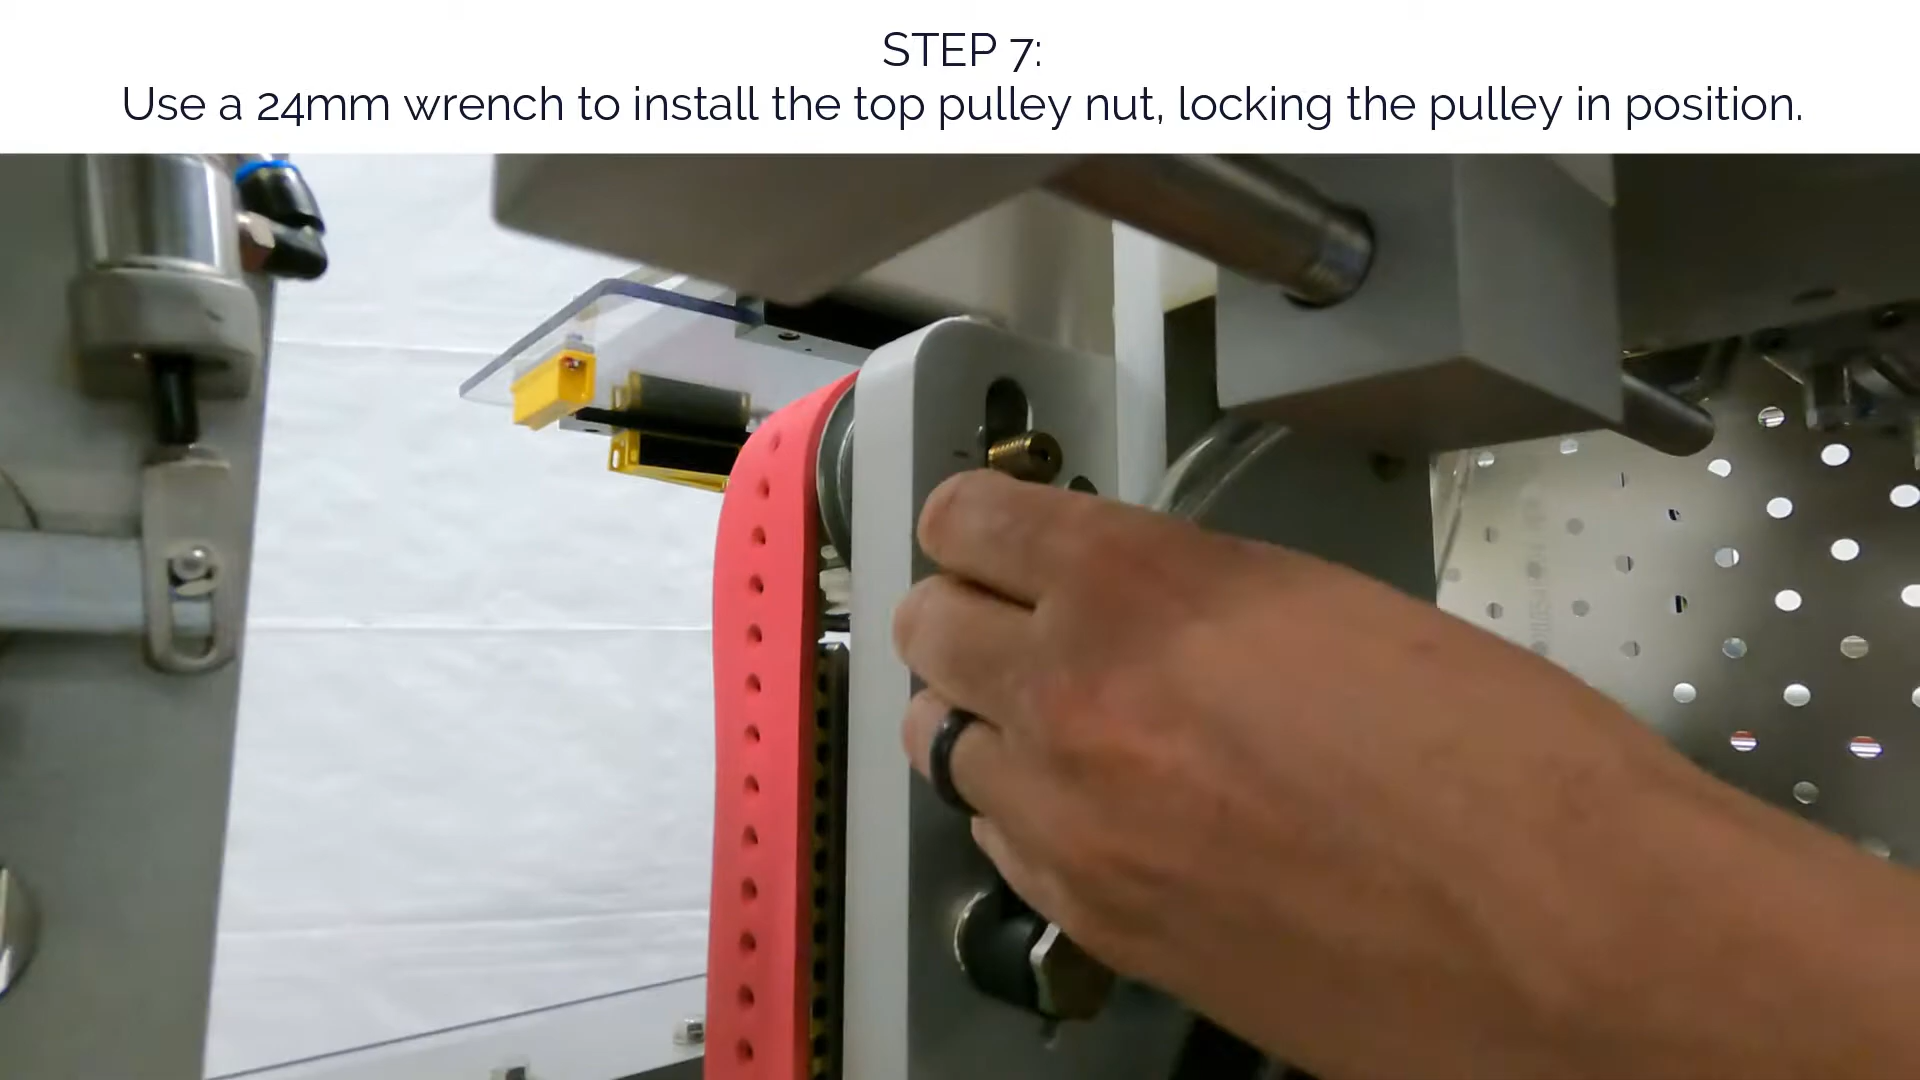 STEP 7:
Use a 24mm wrench to install the top pulley nut, locking the pulley in position.